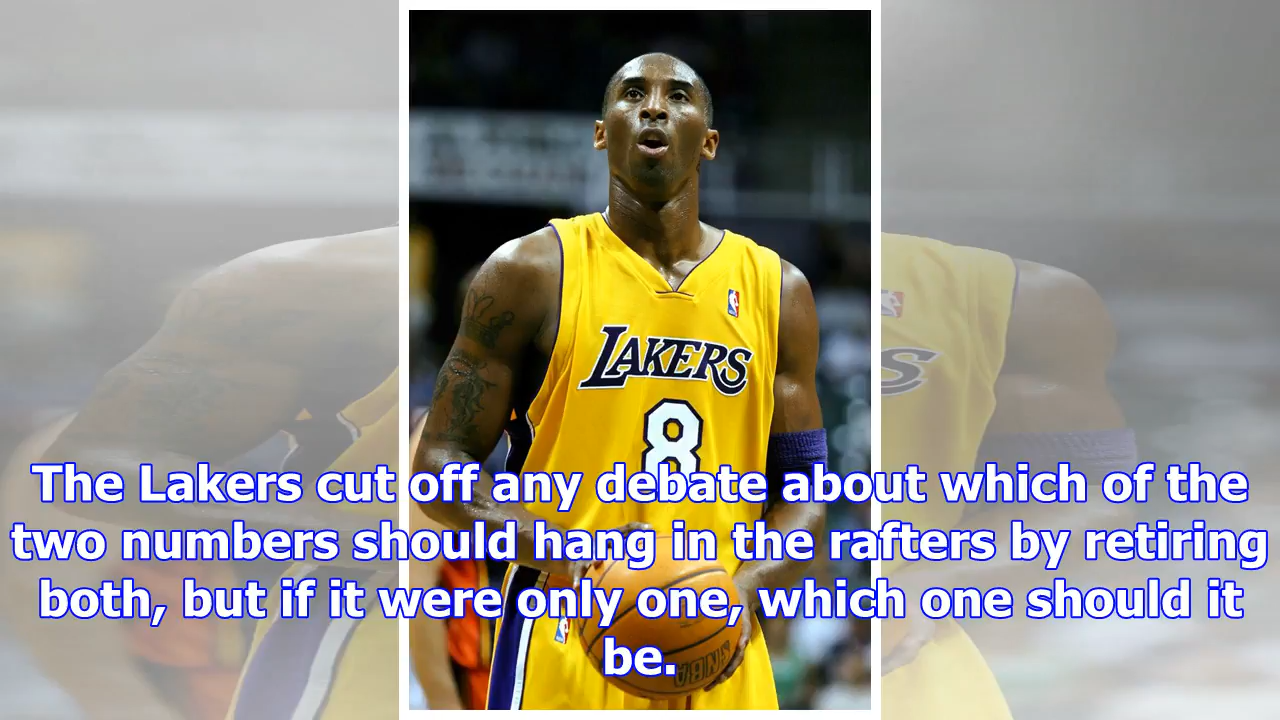 LAKERS
8
The Lakers cut off any debate about which of the
two numbers should hang in the rafters by retiring
both, but if it were only one, which one should it
be.